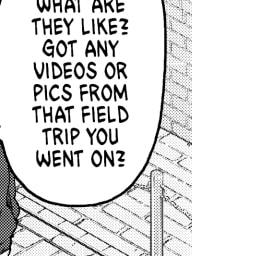 WHAT ARE
THEY LIKE?
GOT ANY
VIDEOS OR
PICS FROM
THAT FIELD
TRIP YOU
WENT ON?